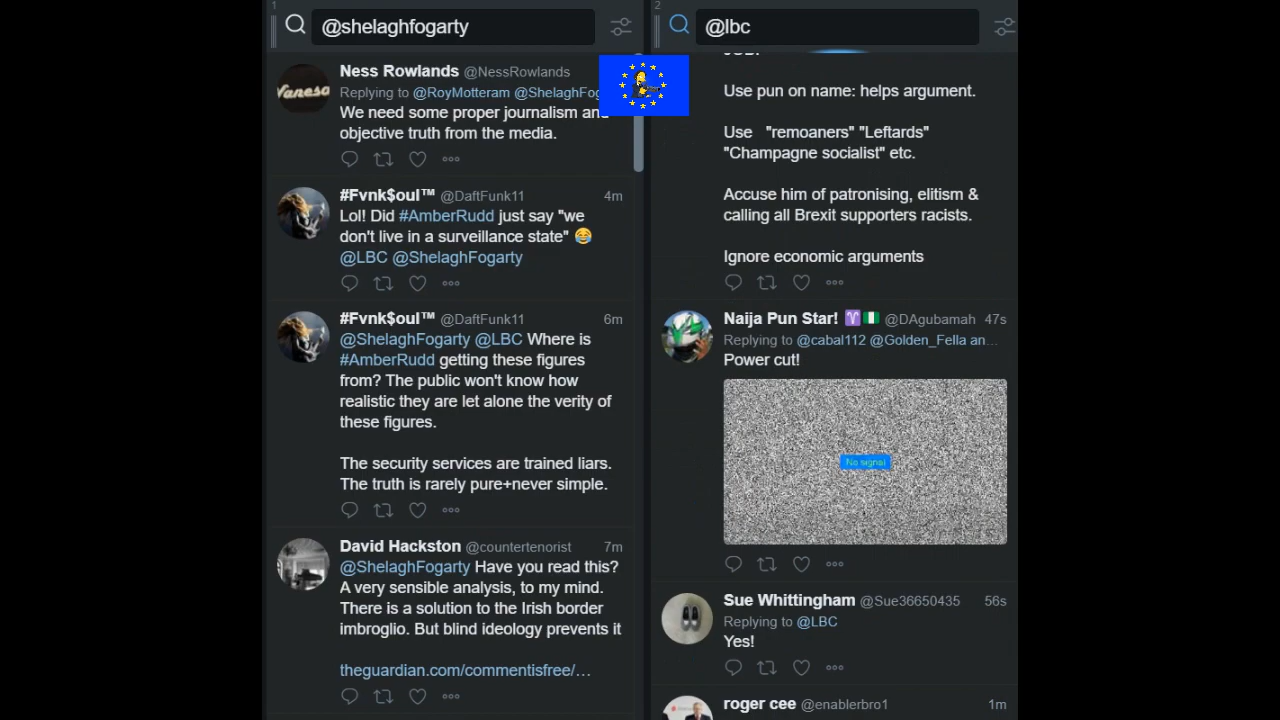 1
@shelaghfogarty
Ness Rowlands @NessRowlands
Replying to @RoyMotteram @ShelaghFog
We need some proper journalism and
objective truth from the media.
#Fvnk$oul™ @DaftFunk11 4m
Lol! Did #AmberRudd just say "we
don't live in a surveillance state" 😂
@LBC @ShelaghFogarty
#Fvnk$oul™ @DaftFunk11 6m
@ShelaghFogarty @LBC Where is
#AmberRudd getting these figures
from? The public won't know how
realistic they are let alone the verity of
these figures.
The security services are trained liars.
The truth is rarely pure+never simple.
David Hackston @countertenorist 7m
@ShelaghFogarty Have you read this?
A very sensible analysis, to my mind.
There is a solution to the Irish border
imbroglio. But blind ideology prevents it
theguardian.com/commentisfree/…
2
@lbc
JOB!
Use pun on name: helps argument.
Use "remoaners" "Leftards"
"Champagne socialist" etc.
Accuse him of patronising, elitism &
calling all Brexit supporters racists.
Ignore economic arguments
Naija Pun Star! ♈🇳🇬 @DAgubamah 47s
Replying to @cabal112 @Golden_Fella an…
Power cut!
No signal
Sue Whittingham @Sue36650435 56s
Replying to @LBC
Yes!
roger cee @enablerbro1 1m